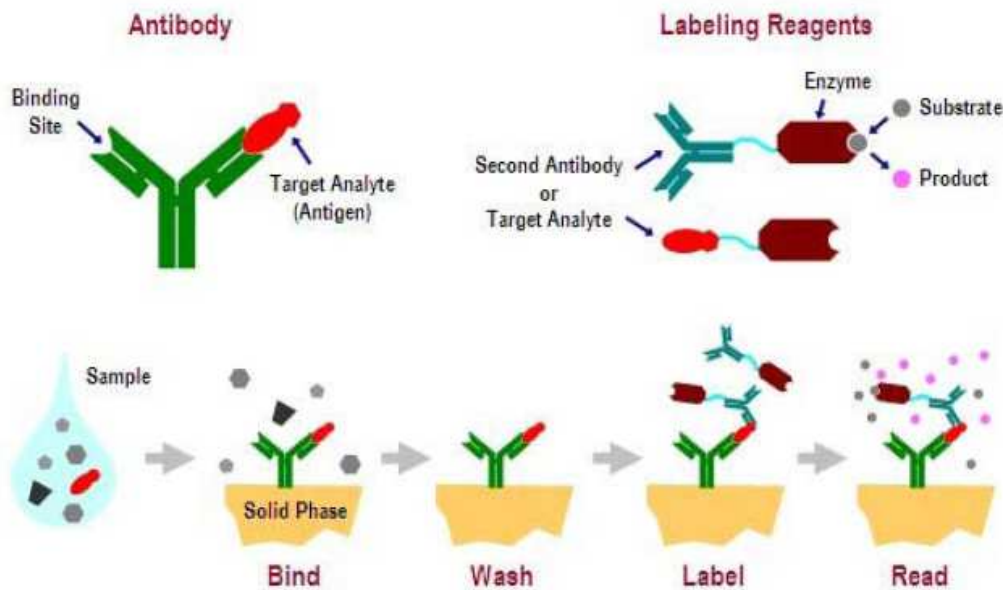 Antibody
Labeling Reagents
Binding
Site
Target Analyte
(Antigen)
Enzyme
Substrate
Second Antibody
or
Target Analyte
Product
Sample
Solid Phase
Bind
Wash
Label
Read